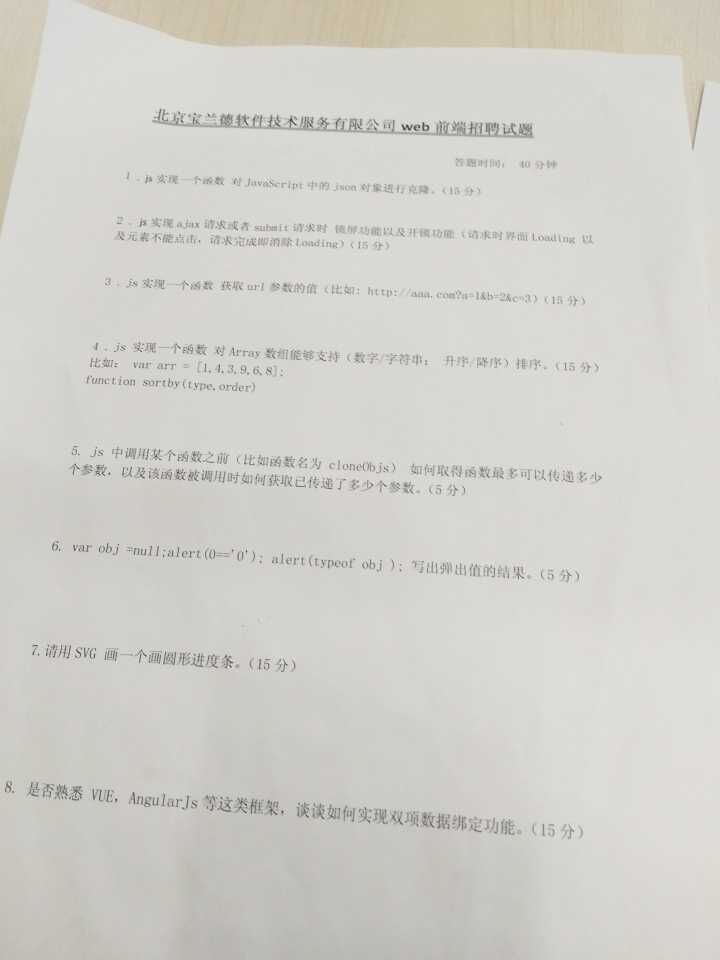 北京宝兰德软件技术服务有限公司 web 前端招聘试题
答题时间： 40 分钟
1 . js 实现一个函数 对 JavaScript 中的 json 对象进行克隆。(15 分)
2 . js 实现 ajax 请求或者 submit 请求时 锁屏功能以及开锁功能（请求时界面 Loading 以
及元素不能点击，请求完成即消除 Loading）(15 分)
3 . js 实现一个函数 获取 url 参数的值（比如: http://aaa.com?a=1&b=2&c=3）(15 分)
4 . js 实现一个函数 对 Array 数组能够支持（数字/字符串； 升序/降序）排序。(15 分)
比如： var arr = [1,4,3,9,6,8];
function sortby(type,order)
5. js 中调用某个函数之前（比如函数名为 cloneObjs） 如何取得函数最多可以传递多少
个参数，以及该函数被调用时如何获取已传递了多少个参数。(5 分)
6. var obj =null;alert(0=='0'); alert(typeof obj ); 写出弹出值的结果。(5 分)
7.请用 SVG 画一个画圆形进度条。(15 分)
8. 是否熟悉 VUE，AngularJs 等这类框架，谈谈如何实现双项数据绑定功能。(15 分)